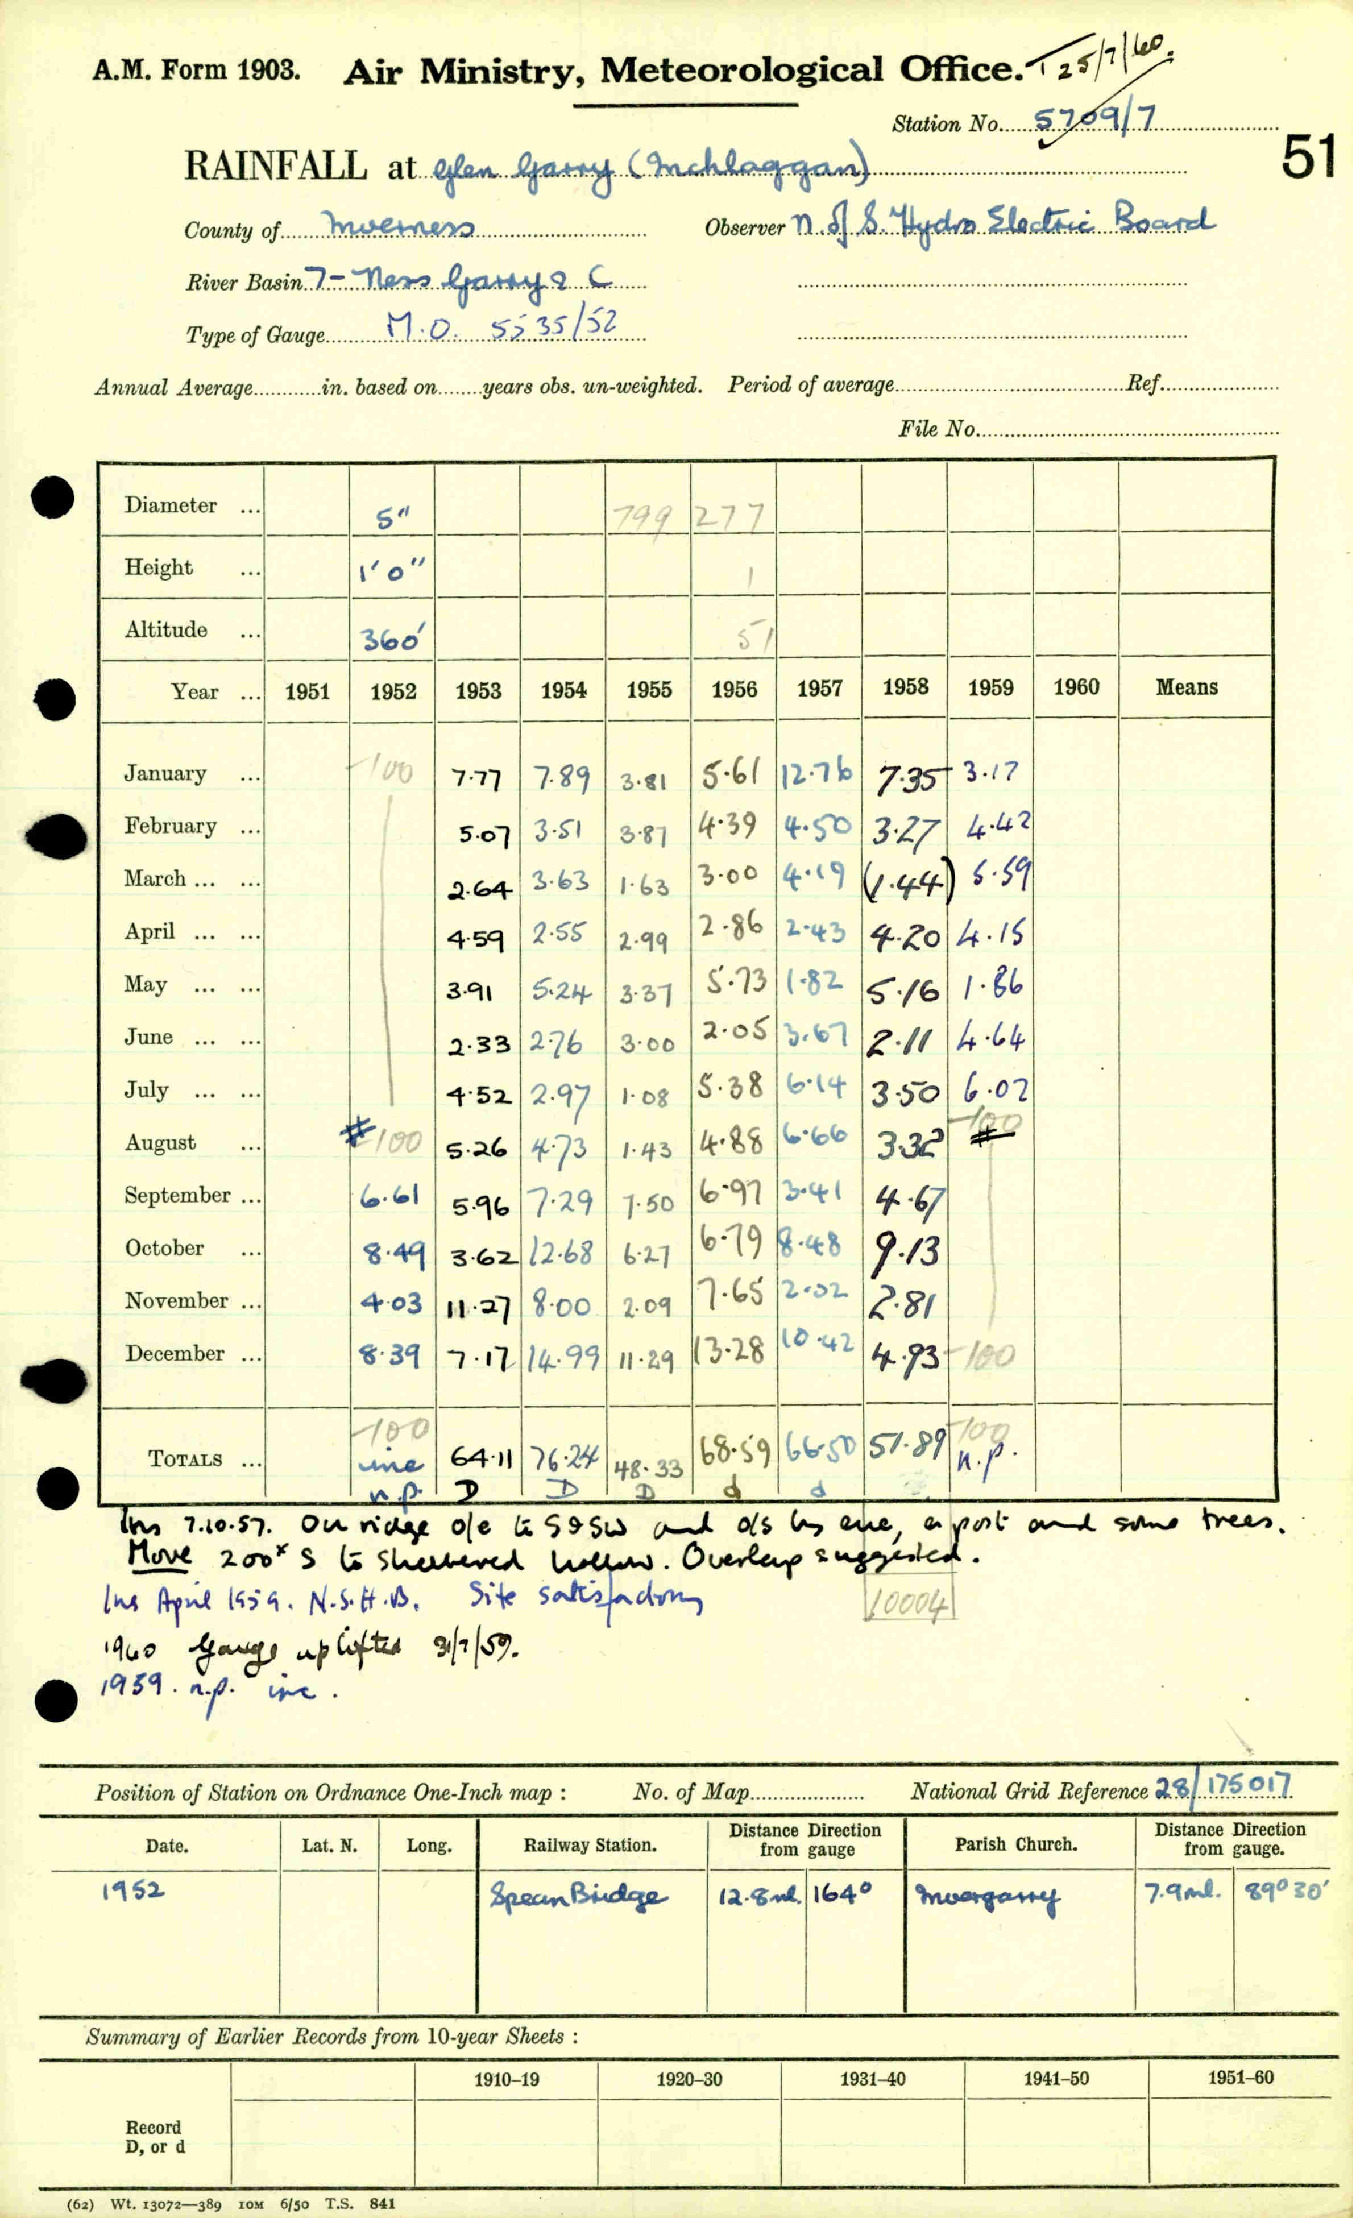 A.M. Form 1903. Air Ministry, Meteorological Office. T 25/7/60.
Station No. 5709/7
51
RAINFALL at Glen Garry (Inchlaggan)
County of Inverness Observer N. of S. Hydro Electric Board
River Basin 7- Ness Garry & C
Type of Gauge M.O. 5535/52
Annual Average in. based on years obs. un-weighted. Period of average Ref.
File No.
Diameter ... 5" 799 277
Height ... 1'0" 1
Altitude ... 360' 51
Year ... 1951 1952 1953 1954 1955 1956 1957 1958 1959 1960 Means
January ... -100 7.77 7.89 3.81 5.61 12.76 7.35 3.17
February ... 5.07 3.51 3.87 4.39 4.50 3.27 4.42
March ... ... 2.64 3.63 1.63 3.00 4.19 (1.44) 5.59
April ... ... 4.59 2.55 2.99 2.86 2.43 4.20 4.15
May ... ... 3.91 5.24 3.37 5.73 1.82 5.16 1.86
June ... ... 2.33 2.76 3.00 2.05 3.67 2.11 4.64
July ... ... 4.52 2.97 1.08 5.38 6.14 3.50 6.02
August ... # -100 5.26 4.73 1.43 4.88 6.66 3.32 -100 #
September ... 6.61 5.96 7.29 7.50 6.97 3.41 4.67
October ... 8.49 3.62 12.68 6.27 6.79 8.48 9.13
November ... 4.03 11.27 8.00 2.09 7.65 2.02 2.81
December ... 8.39 7.17 14.99 11.29 13.28 10.42 4.93 -100
-100 -100
TOTALS ... inc 64.11 76.24 48.33 68.59 66.50 51.89 n.p.
n.p. D D D d d
Ins 7.10.57. On ridge o/e to S & SW and o/s by one, a post and some trees.
Move 200x S to sheltered hollow. Overlap suggested.
10004
Ins April 1959. N.S.H.B. Site satisfactory
1960 Gauge uplifted 31/7/59.
1959. n.p. inc.
Position of Station on Ordnance One-Inch map : No. of Map National Grid Reference 28/175017
Date. Lat. N. Long. Railway Station. Distance Direction from gauge Parish Church. Distance Direction from gauge.
1952 Spean Bridge 12.8ml. 164° Invergarry 7.9ml. 89°30'
Summary of Earlier Records from 10-year Sheets :
1910–19 1920–30 1931–40 1941–50 1951–60
Record
D, or d
(62) Wt. 13072—389 10M 6/50 T.S. 841